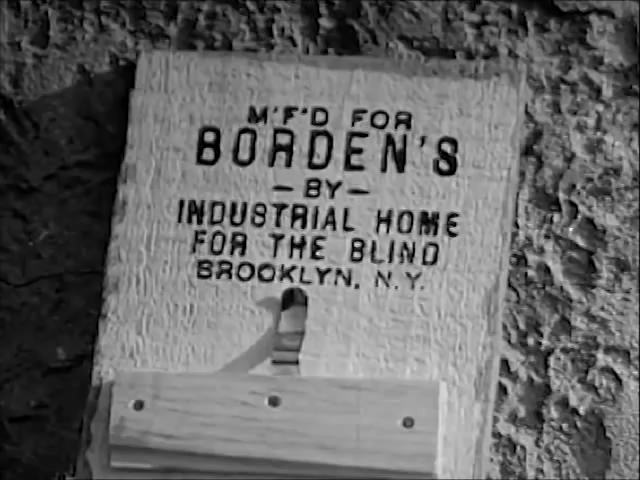 M'F'D FOR
BORDEN'S
— BY —
INDUSTRIAL HOME
FOR THE BLIND
BROOKLYN, N.Y.